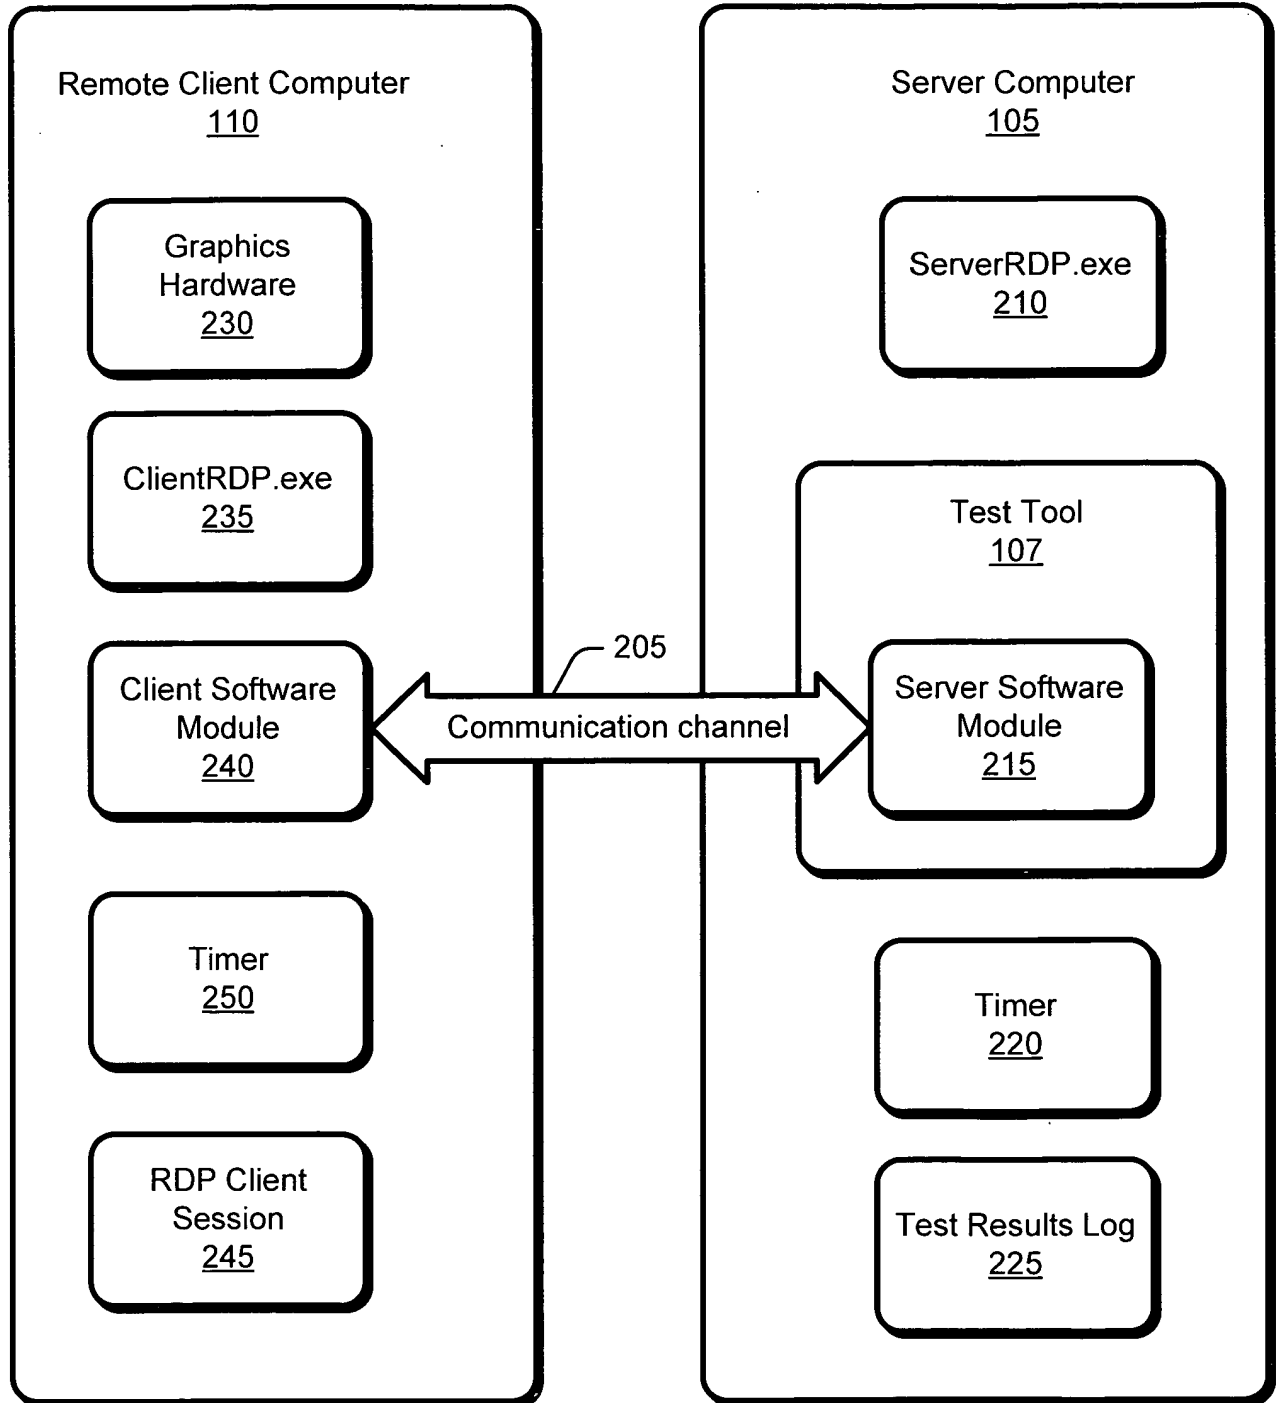 Remote Client Computer
110
Graphics
Hardware
230
ClientRDP.exe
235
Client Software
Module
240
Timer
250
RDP Client
Session
245
205
Communication channel
Server Computer
105
ServerRDP.exe
210
Test Tool
107
Server Software
Module
215
Timer
220
Test Results Log
225